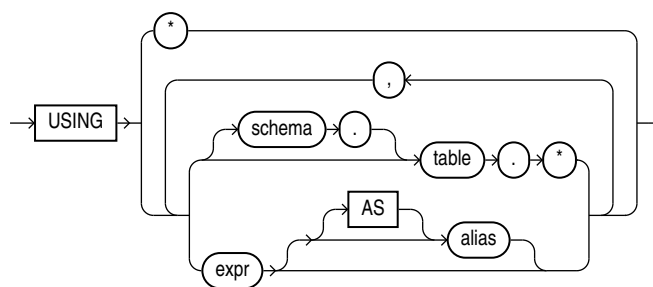 *
,
USING
schema .
table . *
AS
alias
expr